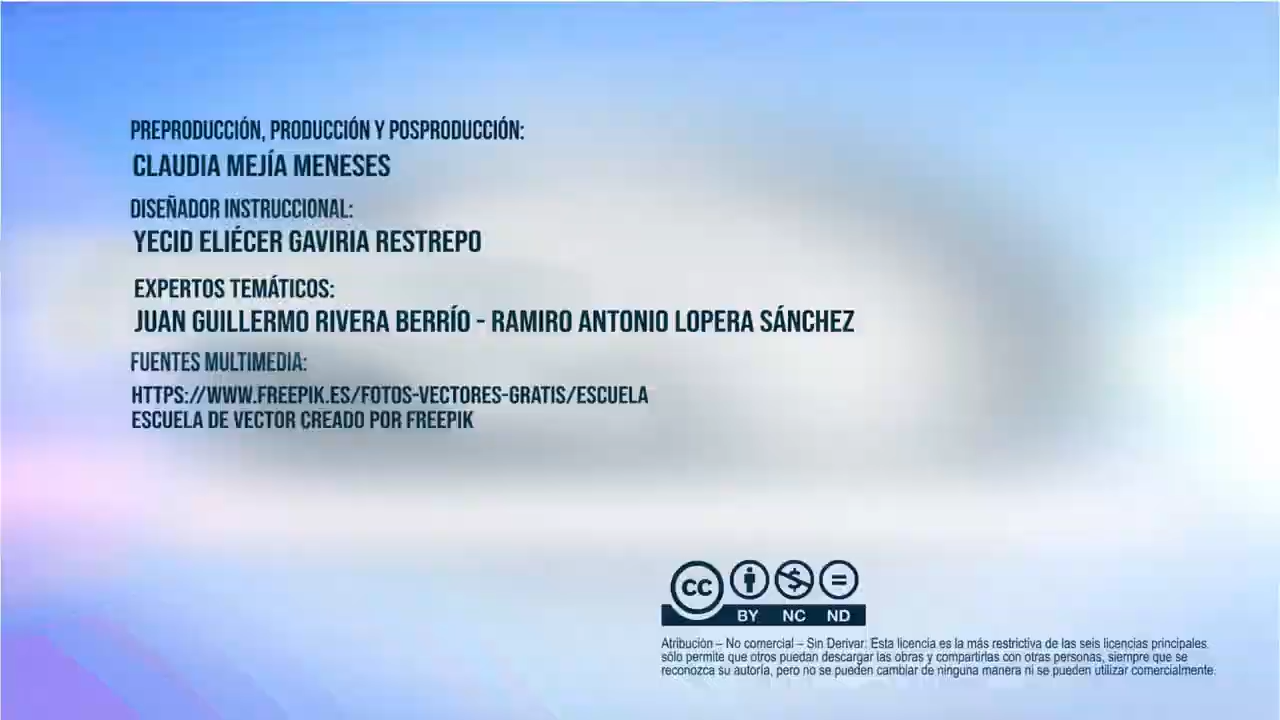 PREPRODUCCIÓN, PRODUCCIÓN Y POSPRODUCCIÓN:
CLAUDIA MEJÍA MENESES
DISEÑADOR INSTRUCCIONAL:
YECID ELIÉCER GAVIRIA RESTREPO
EXPERTOS TEMÁTICOS:
JUAN GUILLERMO RIVERA BERRÍO - RAMIRO ANTONIO LOPERA SÁNCHEZ
FUENTES MULTIMEDIA:
HTTPS://WWW.FREEPIK.ES/FOTOS-VECTORES-GRATIS/ESCUELA
ESCUELA DE VECTOR CREADO POR FREEPIK
CC
BY NC ND
Atribución – No comercial – Sin Derivar: Esta licencia es la más restrictiva de las seis licencias principales,
sólo permite que otros puedan descargar las obras y compartirlas con otras personas, siempre que se
reconozca su autoría, pero no se pueden cambiar de ninguna manera ni se pueden utilizar comercialmente.